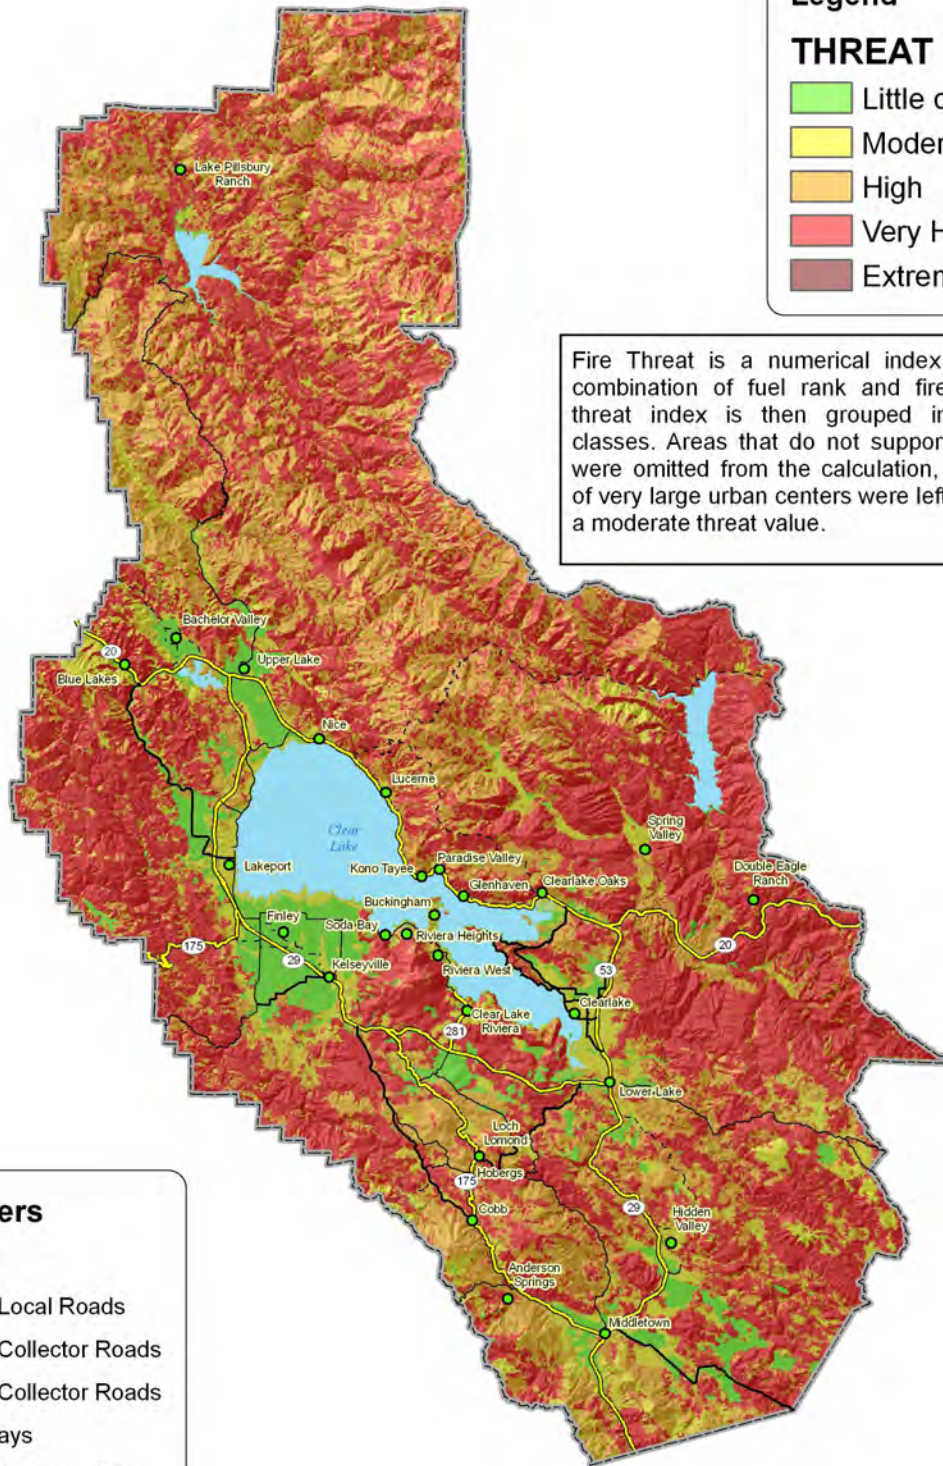 Legend
THREAT
Little o
Moder
High
Very H
Extrem
Fire Threat is a numerical index
combination of fuel rank and fire
threat index is then grouped in
classes. Areas that do not suppor
were omitted from the calculation,
of very large urban centers were left
a moderate threat value.
Lake Pillsbury
Ranch
Bachelor Valley
20
Blue Lakes
Upper Lake
Nice
Lucerne
Clear
Lake
Spring
Valley
Lakeport
Kono Tayee
Paradise Valley
Double Eagle
Ranch
Glenhaven
Clearlake Oaks
Buckingham
Finley
Soda Bay
Riviera Heights
175
29
20
Kelseyville
Riviera West
53
Clearlake
Clear Lake
Riviera
281
Lower Lake
Loch
Lomond
Hobergs
175
29
Cobb
Hidden
Valley
Anderson
Springs
Middletown
ers
Local Roads
Collector Roads
Collector Roads
ays